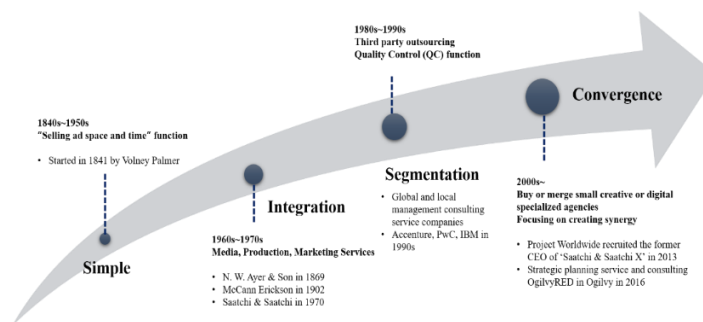 1840s~1950s
"Selling ad space and time" function
• Started in 1841 by Volney Palmer
Simple
Integration
1960s~1970s
Media, Production, Marketing Services
• N. W. Ayer & Son in 1869
• McCann Erickson in 1902
• Saatchi & Saatchi in 1970
1980s~1990s
Third party outsourcing
Quality Control (QC) function
Segmentation
• Global and local
management consulting
service companies
• Accenture, PwC, IBM in
1990s
Convergence
2000s~
Buy or merge small creative or digital
specialized agencies
Focusing on creating synergy
• Project Worldwide recruited the former
CEO of 'Saatchi & Saatchi X' in 2013
• Strategic planning service and consulting
OgilvyRED in Ogilvy in 2016